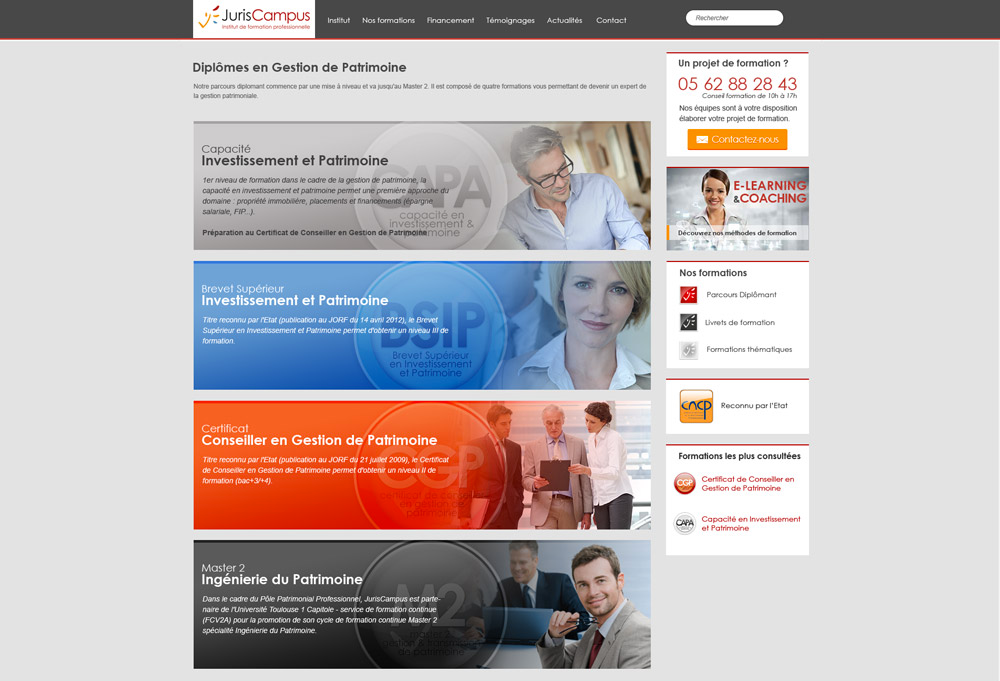 JurisCampus
Institut de formation professionnelle
Institut
Nos formations
Financement
Témoignages
Actualités
Contact
Rechercher
Diplômes en Gestion de Patrimoine
Notre parcours diplomant commence par une mise à niveau et va jusqu'au Master 2. Il est composé de quatre formations vous permettant de devenir un expert de
la gestion patrimoniale.
Capacité
Investissement et Patrimoine
1er niveau de formation dans le cadre de la gestion de patrimoine, la
capacité en investissement et patrimoine permet une première approche du
domaine : propriété immobilière, placements et financements (épargne
salariale, FIP...).
Préparation au Certificat de Conseiller en Gestion de Patrimoine
CAPA
capacité en
investissement &
patrimoine
Brevet Supérieur
Investissement et Patrimoine
Titre reconnu par l'Etat (publication au JORF du 14 avril 2012), le Brevet
Supérieur en Investissement et Patrimoine permet d'obtenir un niveau III de
formation.
BSIP
Brevet Supérieur
en Investissement
et Patrimoine
Certificat
Conseiller en Gestion de Patrimoine
Titre reconnu par l'Etat (publication au JORF du 21 juillet 2009), le Certificat
de Conseiller en Gestion de Patrimoine permet d'obtenir un niveau II de
formation (bac+3/+4).
CGP
certificat de conseiller
en gestion de
patrimoine
Master 2
Ingénierie du Patrimoine
Dans le cadre du Pôle Patrimonial Professionnel, JurisCampus est parte-
naire de l'Université Toulouse 1 Capitole - service de formation continue
(FCV2A) pour la promotion de son cycle de formation continue Master 2
spécialité Ingénierie du Patrimoine.
M2
du patrimoine
Un projet de formation ?
05 62 88 28 43
Conseil formation de 10h à 17h
Nos équipes sont à votre disposition
élaborer votre projet de formation.
Contactez-nous
E-LEARNING
&COACHING
Découvrez nos méthodes de formation
Nos formations
Parcours Diplômant
Livrets de formation
Formations thématiques
cncp
Reconnu par l'Etat
Formations les plus consultées
CGP
Certificat de Conseiller en
Gestion de Patrimoine
CAPA
Capacité en Investissement
et Patrimoine